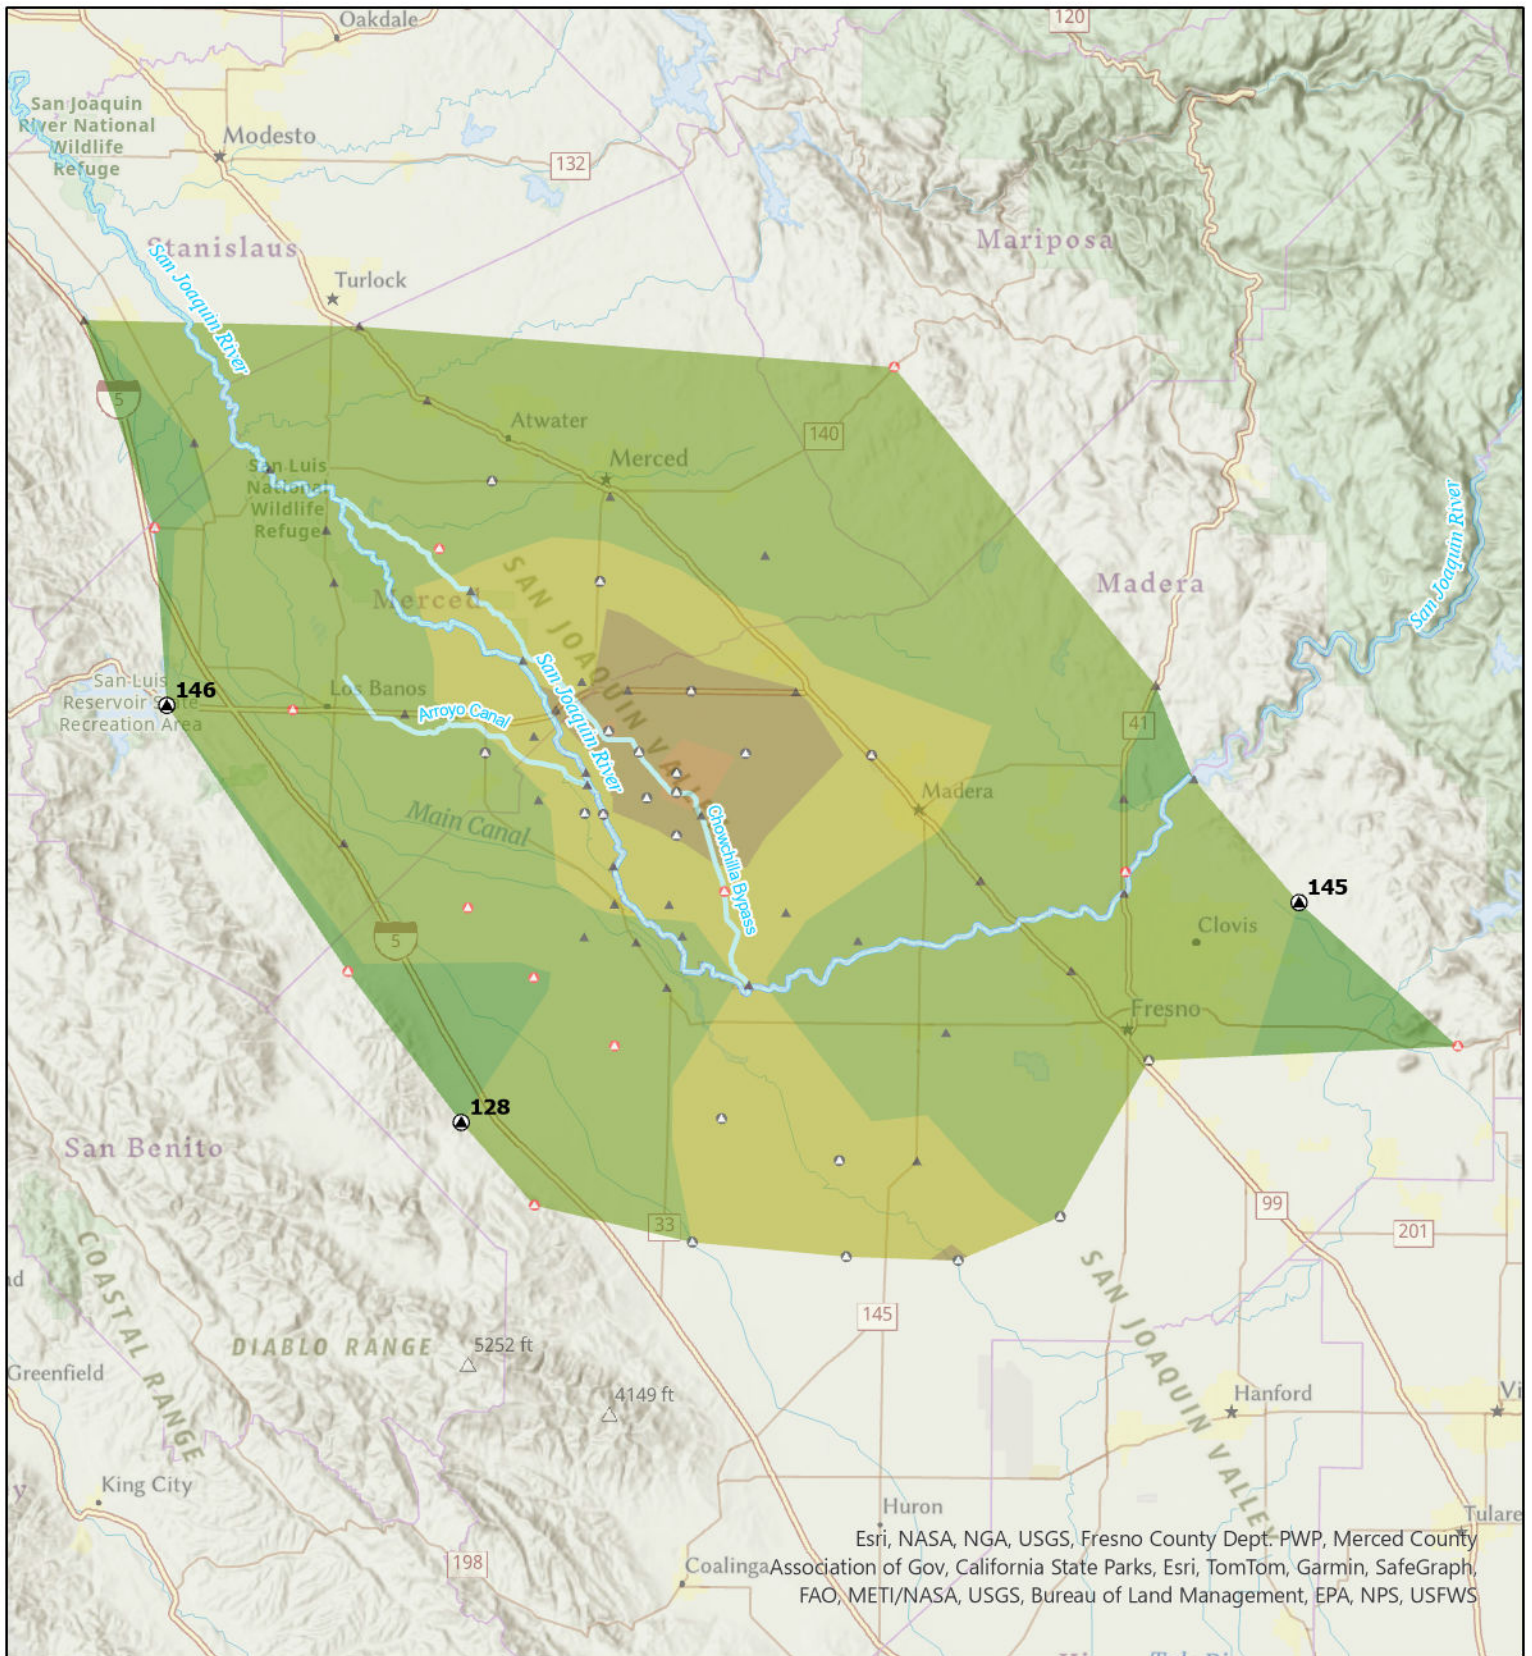 Oakdale
120
San Joaquin
River National
Wildlife
Refuge
Modesto
132
Stanislaus
Mariposa
San Joaquin River
Turlock
5
Atwater
140
Merced
San Luis
National
Wildlife
Refuge
San Joaquin River
SAN JOAQUIN VALLEY
Merced
Madera
San Luis
Reservoir State
Recreation Area
146
Los Banos
Arroyo Canal
San Joaquin River
41
Madera
Main Canal
Chowchilla Bypass
145
Clovis
5
Fresno
128
San Benito
33
99
201
COASTAL RANGE
SAN JOAQUIN VALLEY
145
DIABLO RANGE
5252 ft
Greenfield
4149 ft
Hanford
Vi
King City
Huron
Tulare
198
Coalinga
Esri, NASA, NGA, USGS, Fresno County Dept. PWP, Merced County
Association of Gov, California State Parks, Esri, TomTom, Garmin, SafeGraph,
FAO, METI/NASA, USGS, Bureau of Land Management, EPA, NPS, USFWS